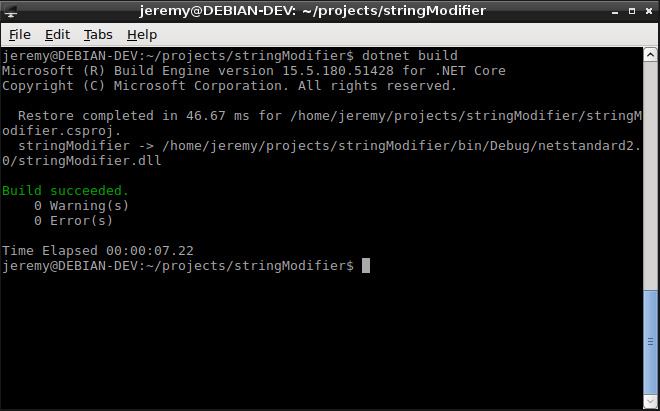 jeremy@DEBIAN-DEV: ~/projects/stringModifier
File Edit Tabs Help
jeremy@DEBIAN-DEV:~/projects/stringModifier$ dotnet build
Microsoft (R) Build Engine version 15.5.180.51428 for .NET Core
Copyright (C) Microsoft Corporation. All rights reserved.
Restore completed in 46.67 ms for /home/jeremy/projects/stringModifier/stringM
odifier.csproj.
stringModifier -> /home/jeremy/projects/stringModifier/bin/Debug/netstandard2.
0/stringModifier.dll
Build succeeded.
0 Warning(s)
0 Error(s)
Time Elapsed 00:00:07.22
jeremy@DEBIAN-DEV:~/projects/stringModifier$